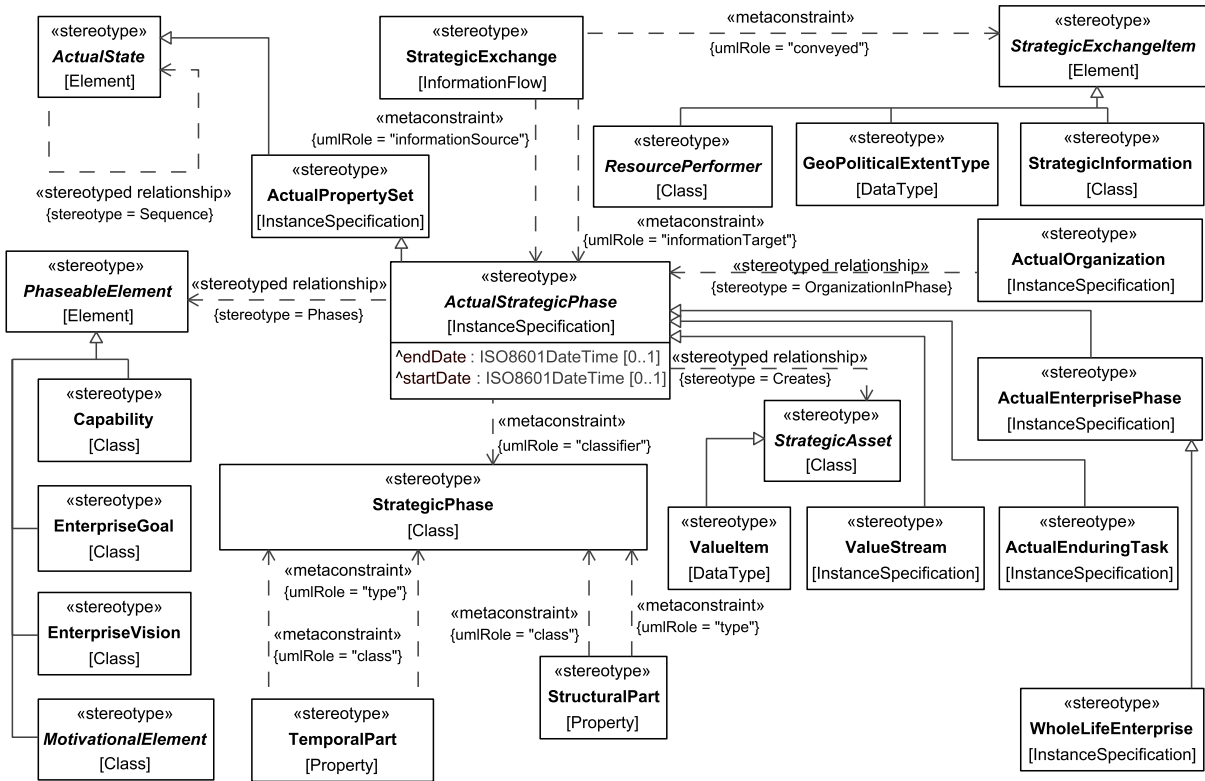 «stereotype»
ActualState
[Element]
«stereotyped relationship»
{stereotype = Sequence}
«stereotype»
StrategicExchange
[InformationFlow]
«metaconstraint»
{umlRole = "conveyed"}
«stereotype»
StrategicExchangeItem
[Element]
«metaconstraint»
{umlRole = "informationSource"}
«stereotype»
ResourcePerformer
[Class]
«stereotype»
GeoPoliticalExtentType
[DataType]
«stereotype»
StrategicInformation
[Class]
«stereotype»
ActualPropertySet
[InstanceSpecification]
«metaconstraint»
{umlRole = "informationTarget"}
«stereotype»
PhaseableElement
[Element]
«stereotyped relationship»
{stereotype = Phases}
«stereotype»
ActualStrategicPhase
[InstanceSpecification]
^endDate : ISO8601DateTime [0..1]
^startDate : ISO8601DateTime [0..1]
«stereotyped relationship»
{stereotype = OrganizationInPhase}
«stereotype»
ActualOrganization
[InstanceSpecification]
«stereotyped relationship»
{stereotype = Creates}
«stereotype»
ActualEnterprisePhase
[InstanceSpecification]
«stereotype»
Capability
[Class]
«metaconstraint»
{umlRole = "classifier"}
«stereotype»
StrategicAsset
[Class]
«stereotype»
StrategicPhase
[Class]
«stereotype»
EnterpriseGoal
[Class]
«stereotype»
ValueItem
[DataType]
«stereotype»
ValueStream
[InstanceSpecification]
«stereotype»
ActualEnduringTask
[InstanceSpecification]
«metaconstraint»
{umlRole = "type"}
«metaconstraint»
{umlRole = "class"}
«metaconstraint»
{umlRole = "class"}
«metaconstraint»
{umlRole = "type"}
«stereotype»
EnterpriseVision
[Class]
«stereotype»
StructuralPart
[Property]
«stereotype»
MotivationalElement
[Class]
«stereotype»
TemporalPart
[Property]
«stereotype»
WholeLifeEnterprise
[InstanceSpecification]